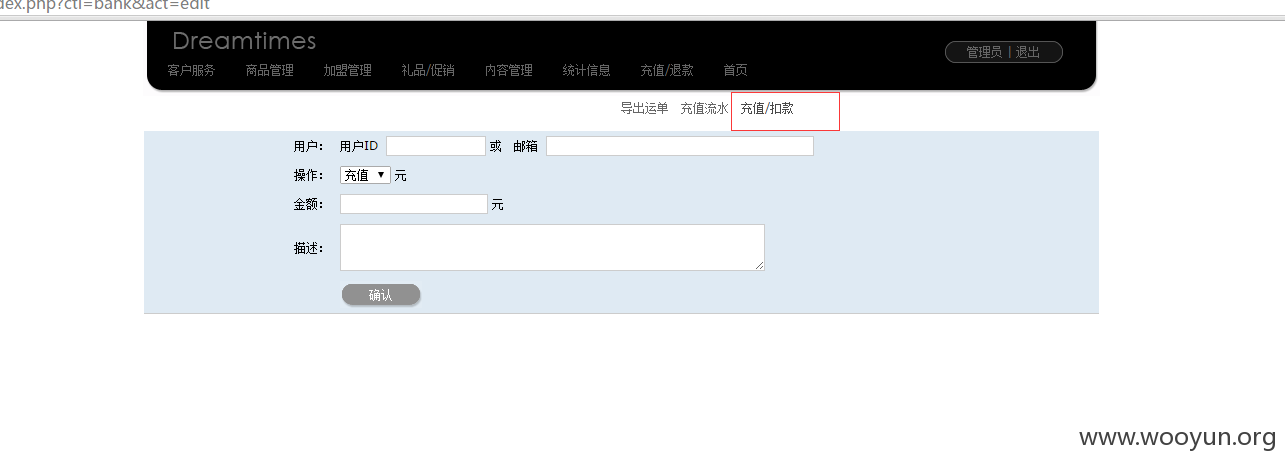 dex.php?ctl=bank&act=edit
Dreamtimes
管理员 | 退出
客户服务 商品管理 加盟管理 礼品/促销 内容管理 统计信息 充值/退款 首页
导出运单 充值流水 充值/扣款
用户: 用户ID 或 邮箱
操作: 充值 元
金额: 元
描述:
确认
www.wooyun.org